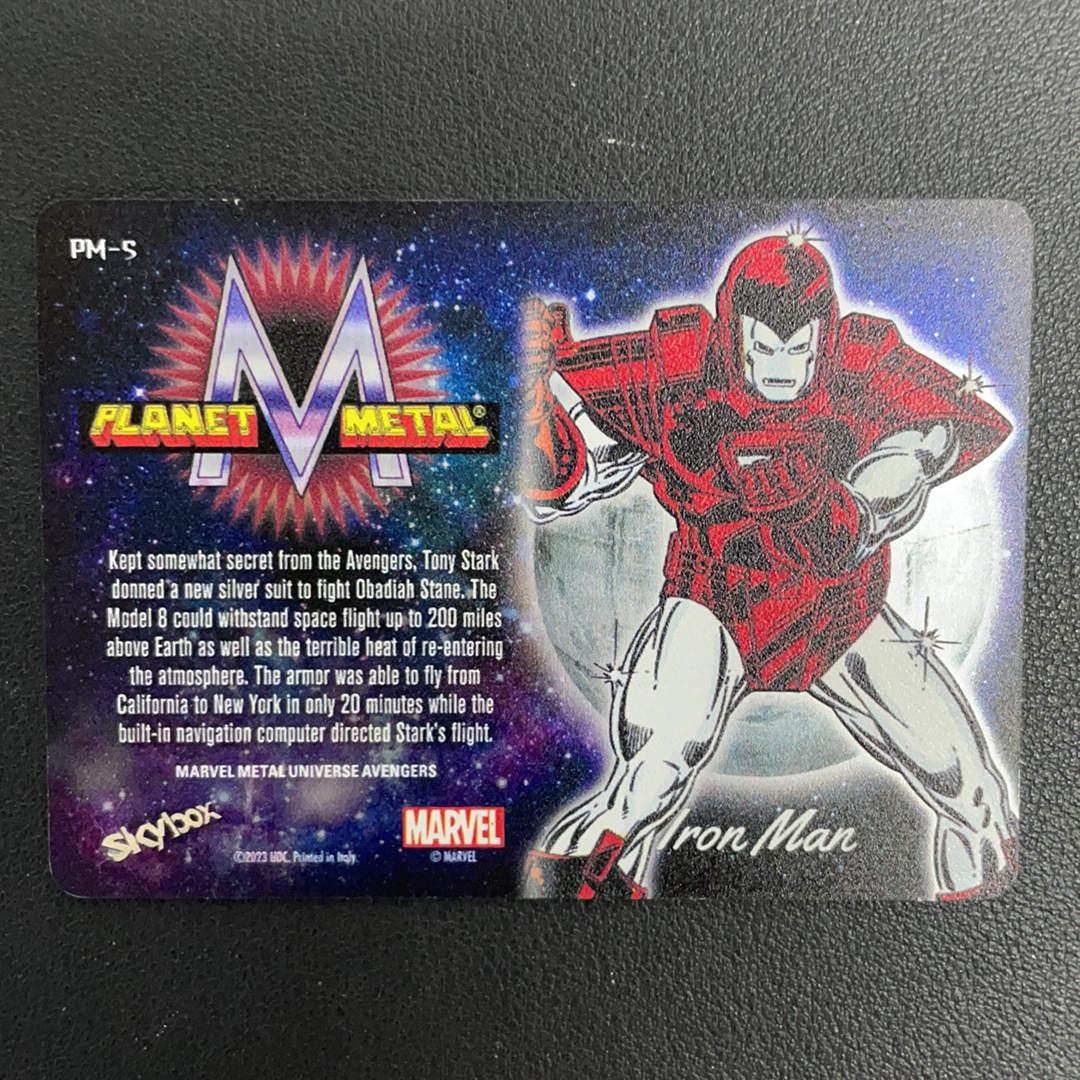 PM-5
M
PLANET METAL®
Kept somewhat secret from the Avengers, Tony Stark
donned a new silver suit to fight Obadiah Stane. The
Model 8 could withstand space flight up to 200 miles
above Earth as well as the terrible heat of re-entering
the atmosphere. The armor was able to fly from
California to New York in only 20 minutes while the
built-in navigation computer directed Stark's flight.
MARVEL METAL UNIVERSE AVENGERS
skybox
©2023 UDC. Printed in Italy.
MARVEL
© MARVEL
Iron Man